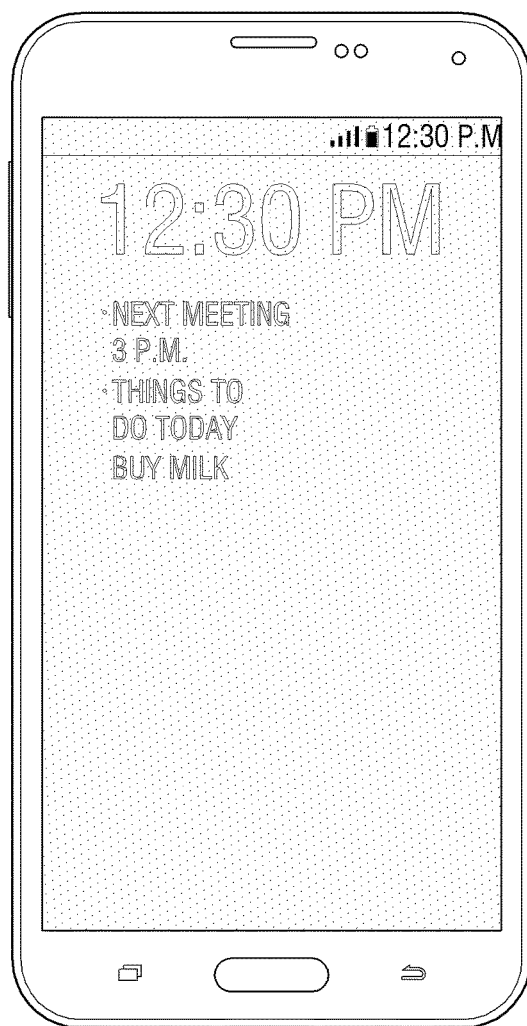 12:30 P.M
12:30 PM
◦NEXT MEETING
3 P.M.
◦THINGS TO
DO TODAY
BUY MILK